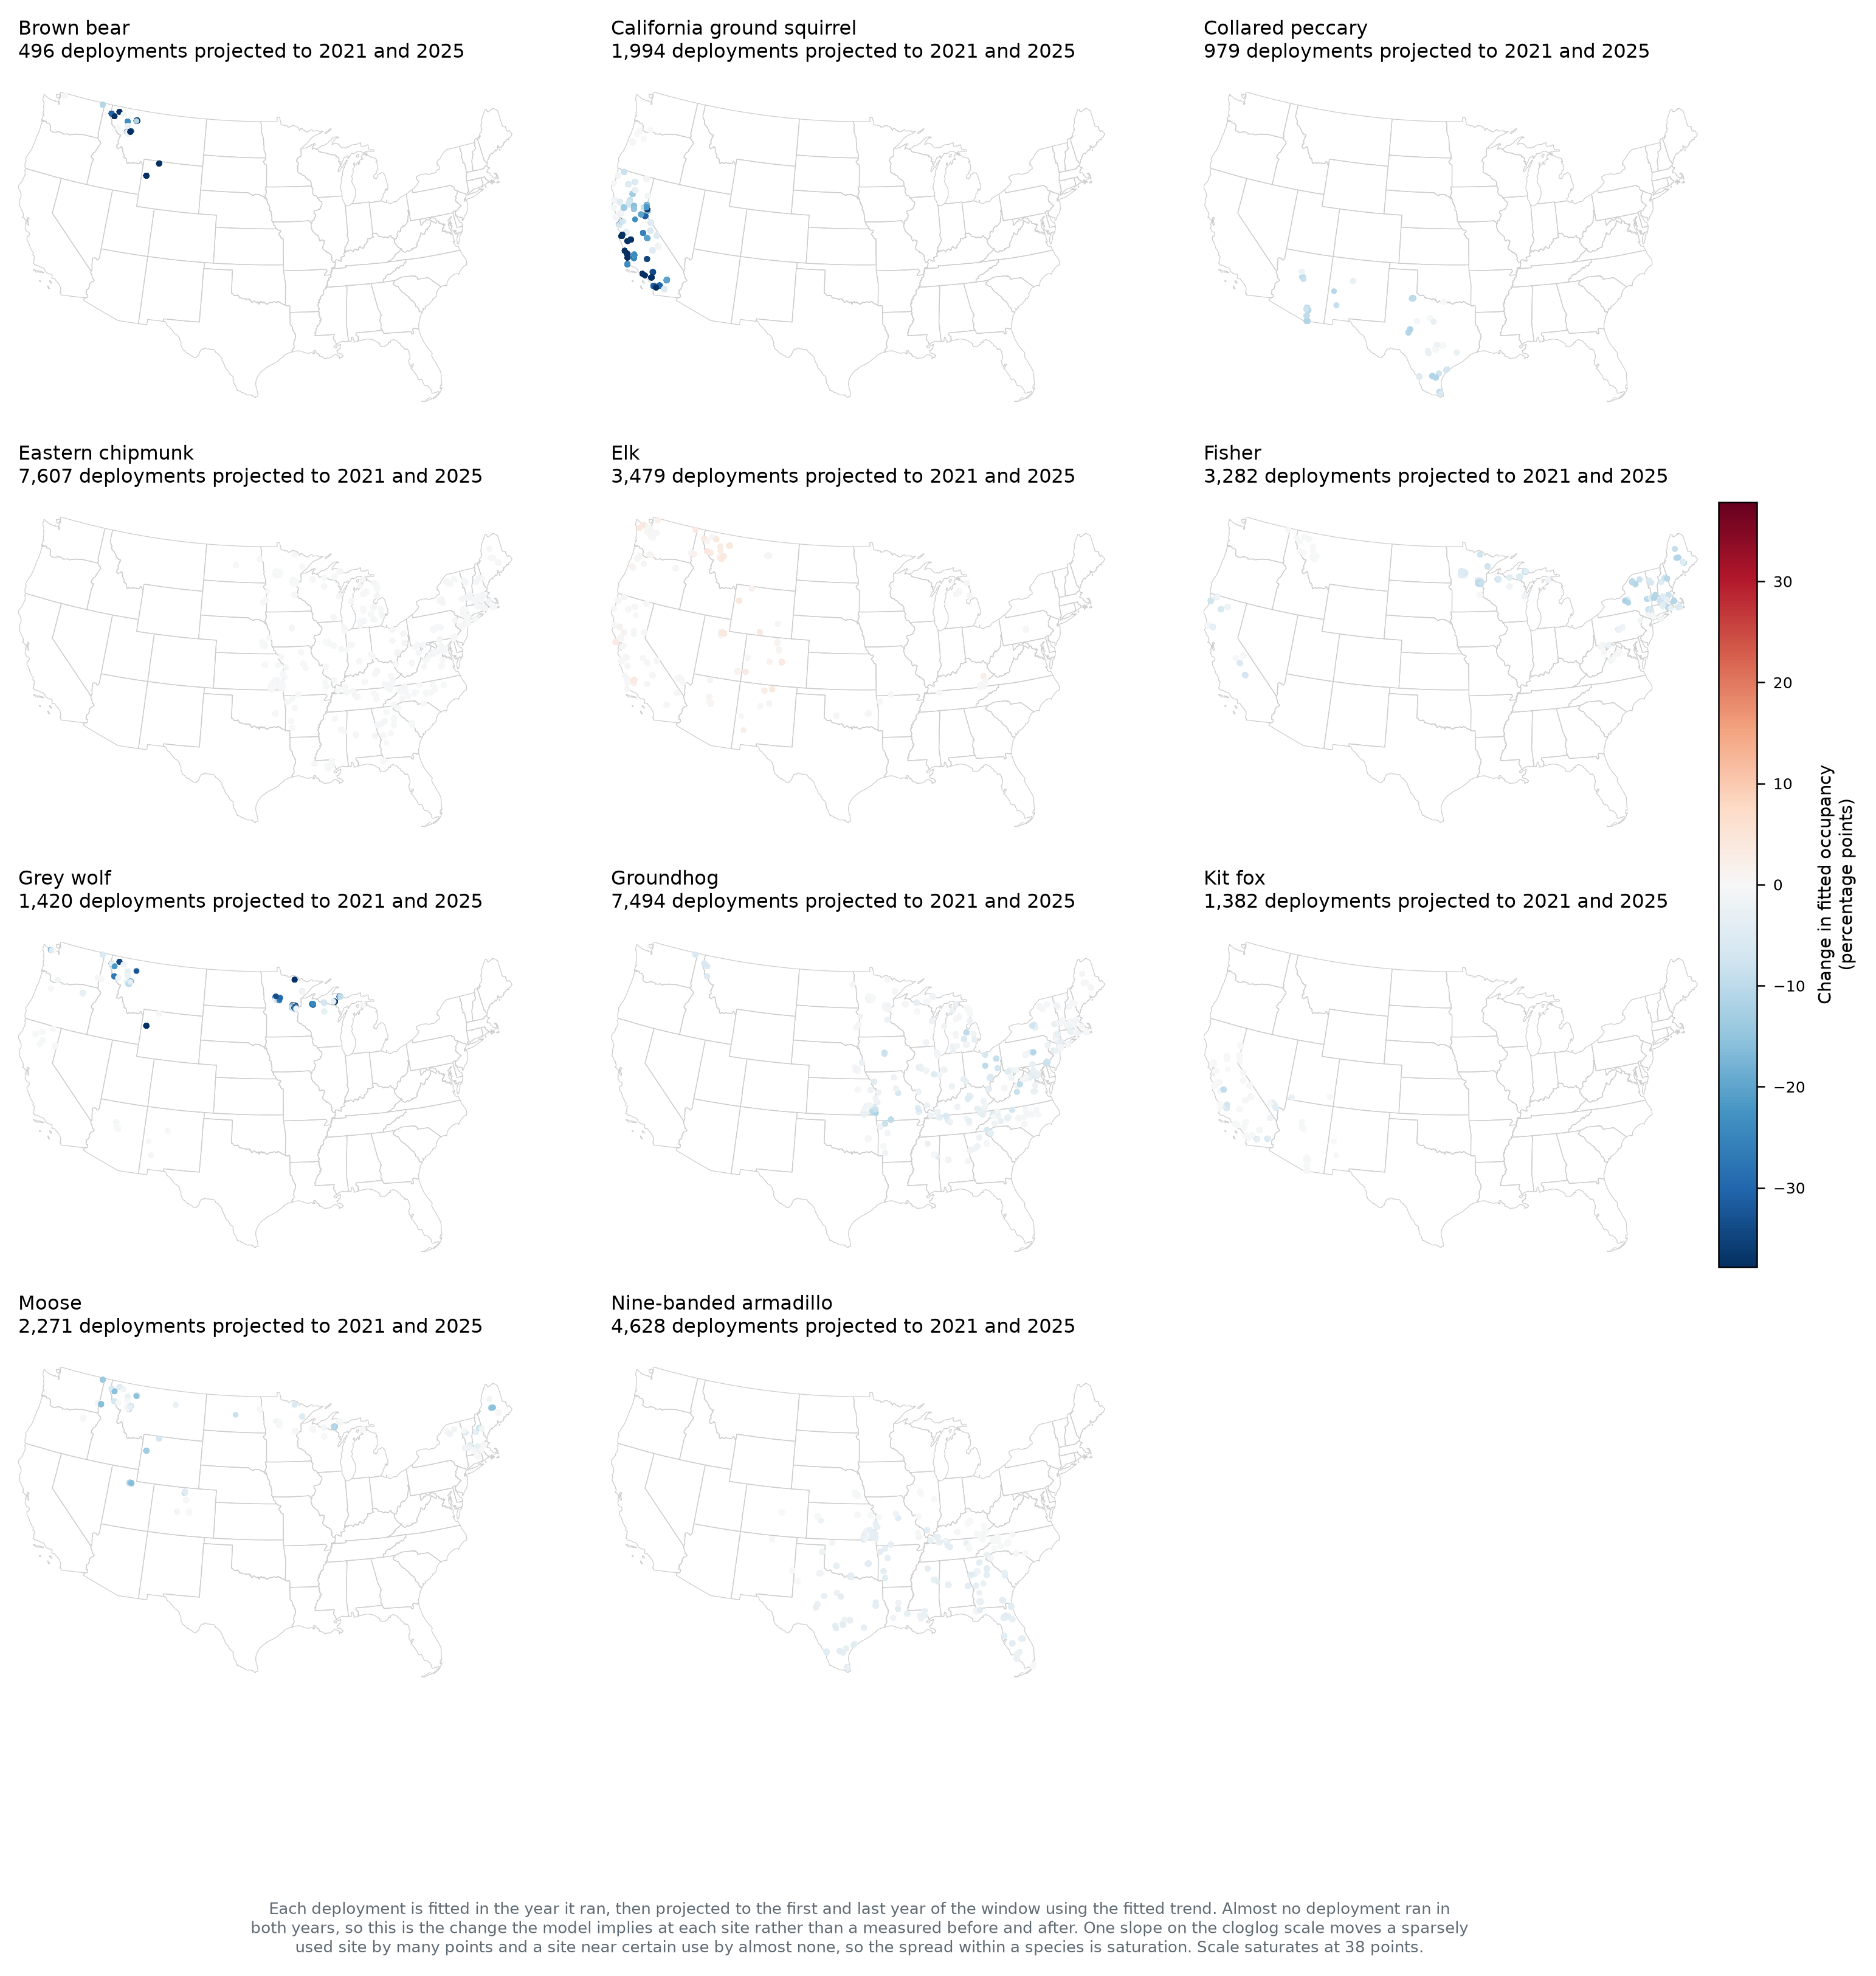 Brown bear
496 deployments projected to 2021 and 2025
California ground squirrel
1,994 deployments projected to 2021 and 2025
Collared peccary
979 deployments projected to 2021 and 2025
Eastern chipmunk
7,607 deployments projected to 2021 and 2025
Elk
3,479 deployments projected to 2021 and 2025
Fisher
3,282 deployments projected to 2021 and 2025
Grey wolf
1,420 deployments projected to 2021 and 2025
Groundhog
7,494 deployments projected to 2021 and 2025
Kit fox
1,382 deployments projected to 2021 and 2025
Moose
2,271 deployments projected to 2021 and 2025
Nine-banded armadillo
4,628 deployments projected to 2021 and 2025
30
20
10
0
−10
−20
−30
Change in fitted occupancy
(percentage points)
Each deployment is fitted in the year it ran, then projected to the first and last year of the window using the fitted trend. Almost no deployment ran in
both years, so this is the change the model implies at each site rather than a measured before and after. One slope on the cloglog scale moves a sparsely
used site by many points and a site near certain use by almost none, so the spread within a species is saturation. Scale saturates at 38 points.